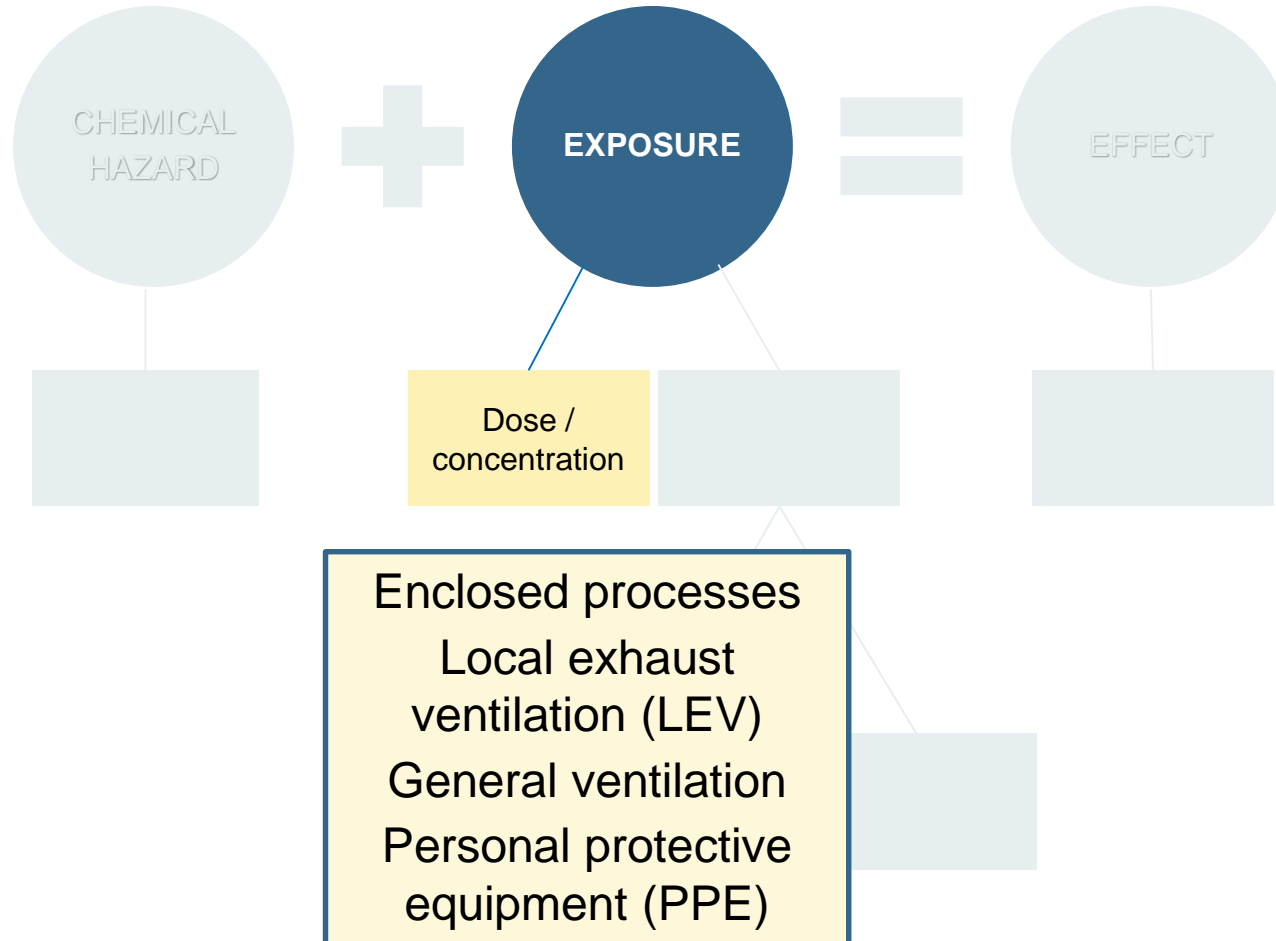 CHEMICAL
HAZARD
EXPOSURE
EFFECT
Dose /
concentration
Enclosed processes
Local exhaust
ventilation (LEV)
General ventilation
Personal protective
equipment (PPE)